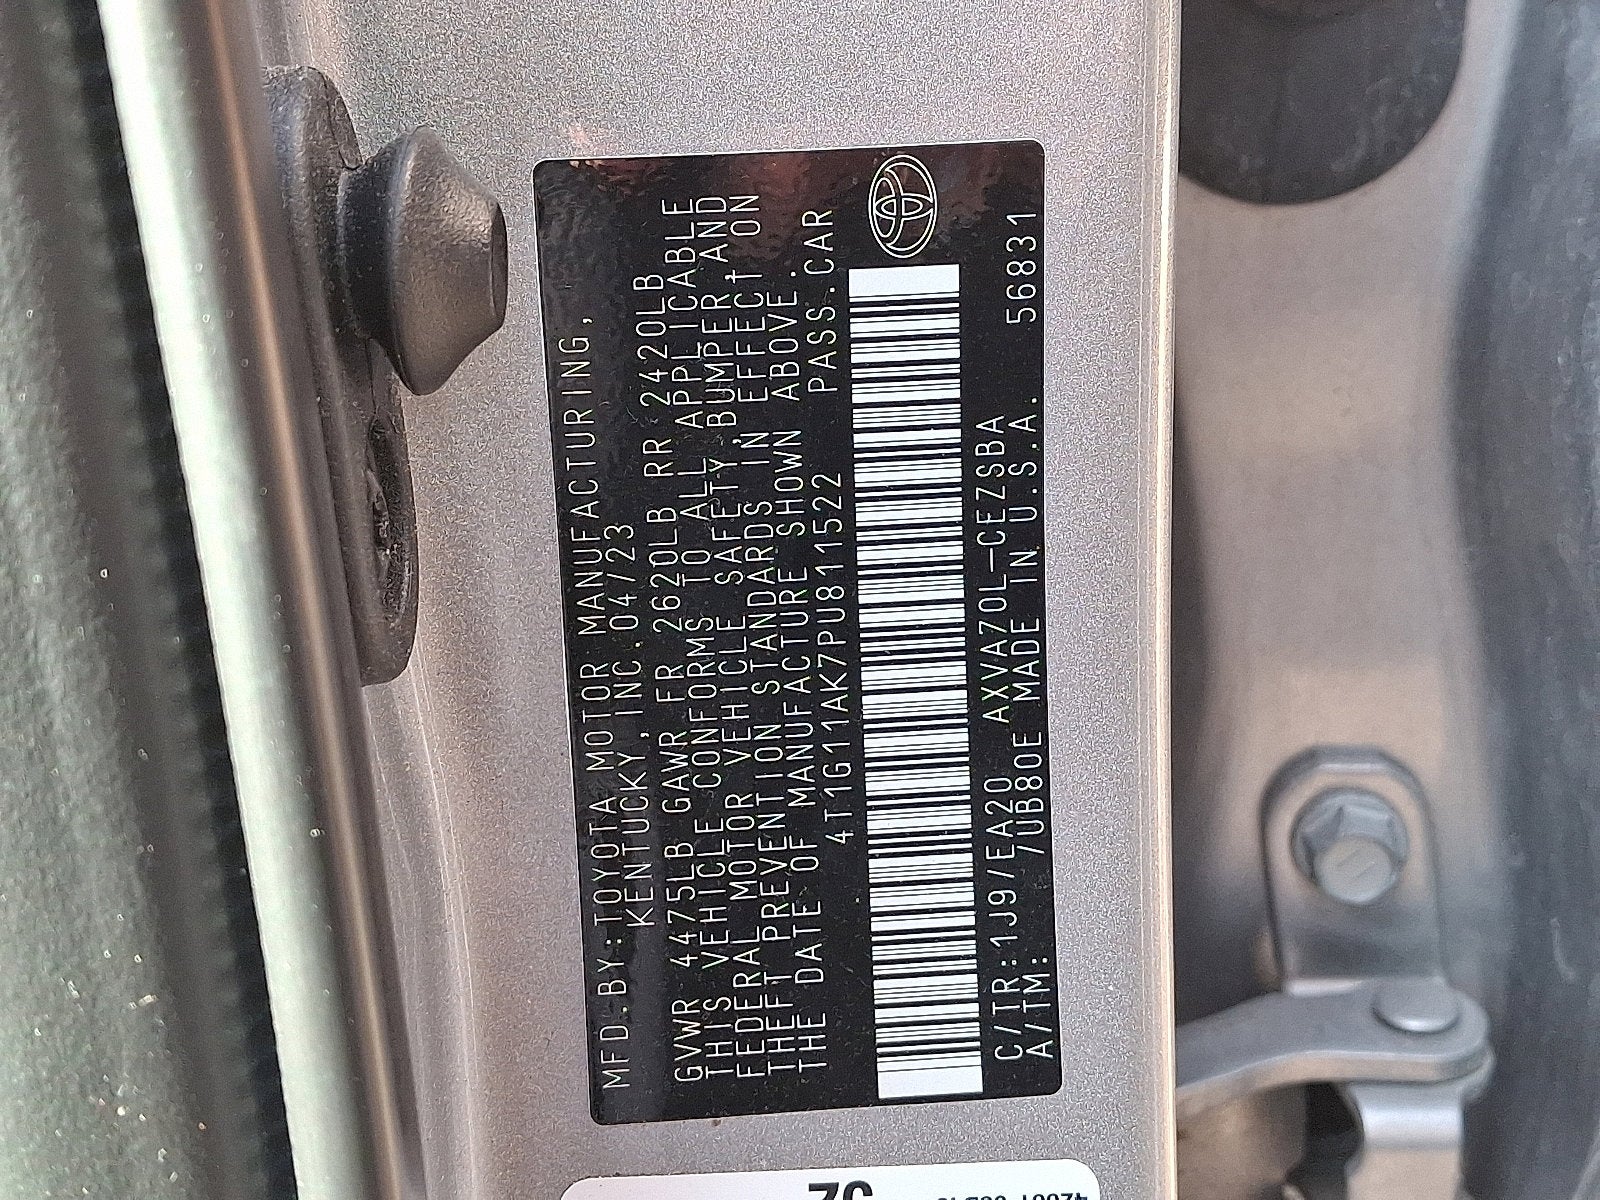 MFD.BY:TOYOTA MOTOR MANUFACTURING,
KENTUCKY,INC.04/23
GVWR 4475LB GAWR FR 2620LB RR 2420LB
THIS VEHICLE CONFORMS TO ALL APPLICABLE
FEDERAL MOTOR VEHICLE SAFETY,BUMPER,AND
THEFT PREVENTION STANDARDS IN EFFECT ON
THE DATE OF MANUFACTURE SHOWN ABOVE.
4T1G11AK7PU811522 PASS.CAR
C/TR:1J9/EA20 AXVA70L-CEZSBA 56831
A/TM: /UB80E MADE IN U.S.A.